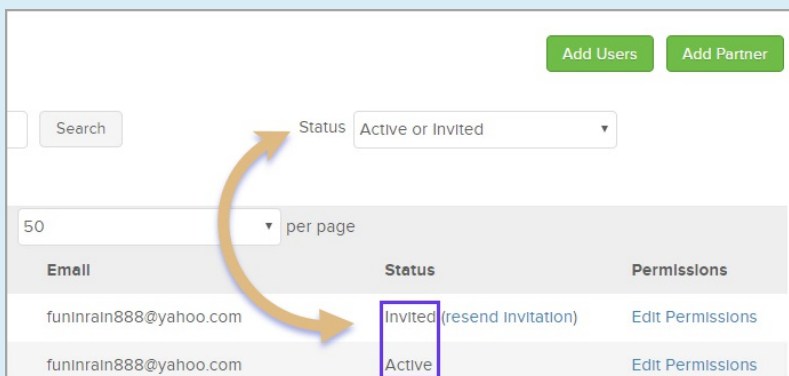 Add Users Add Partner
Search Status Active or Invited
50 per page
Email Status Permissions
funinrain888@yahoo.com Invited (resend invitation) Edit Permissions
funinrain888@yahoo.com Active Edit Permissions